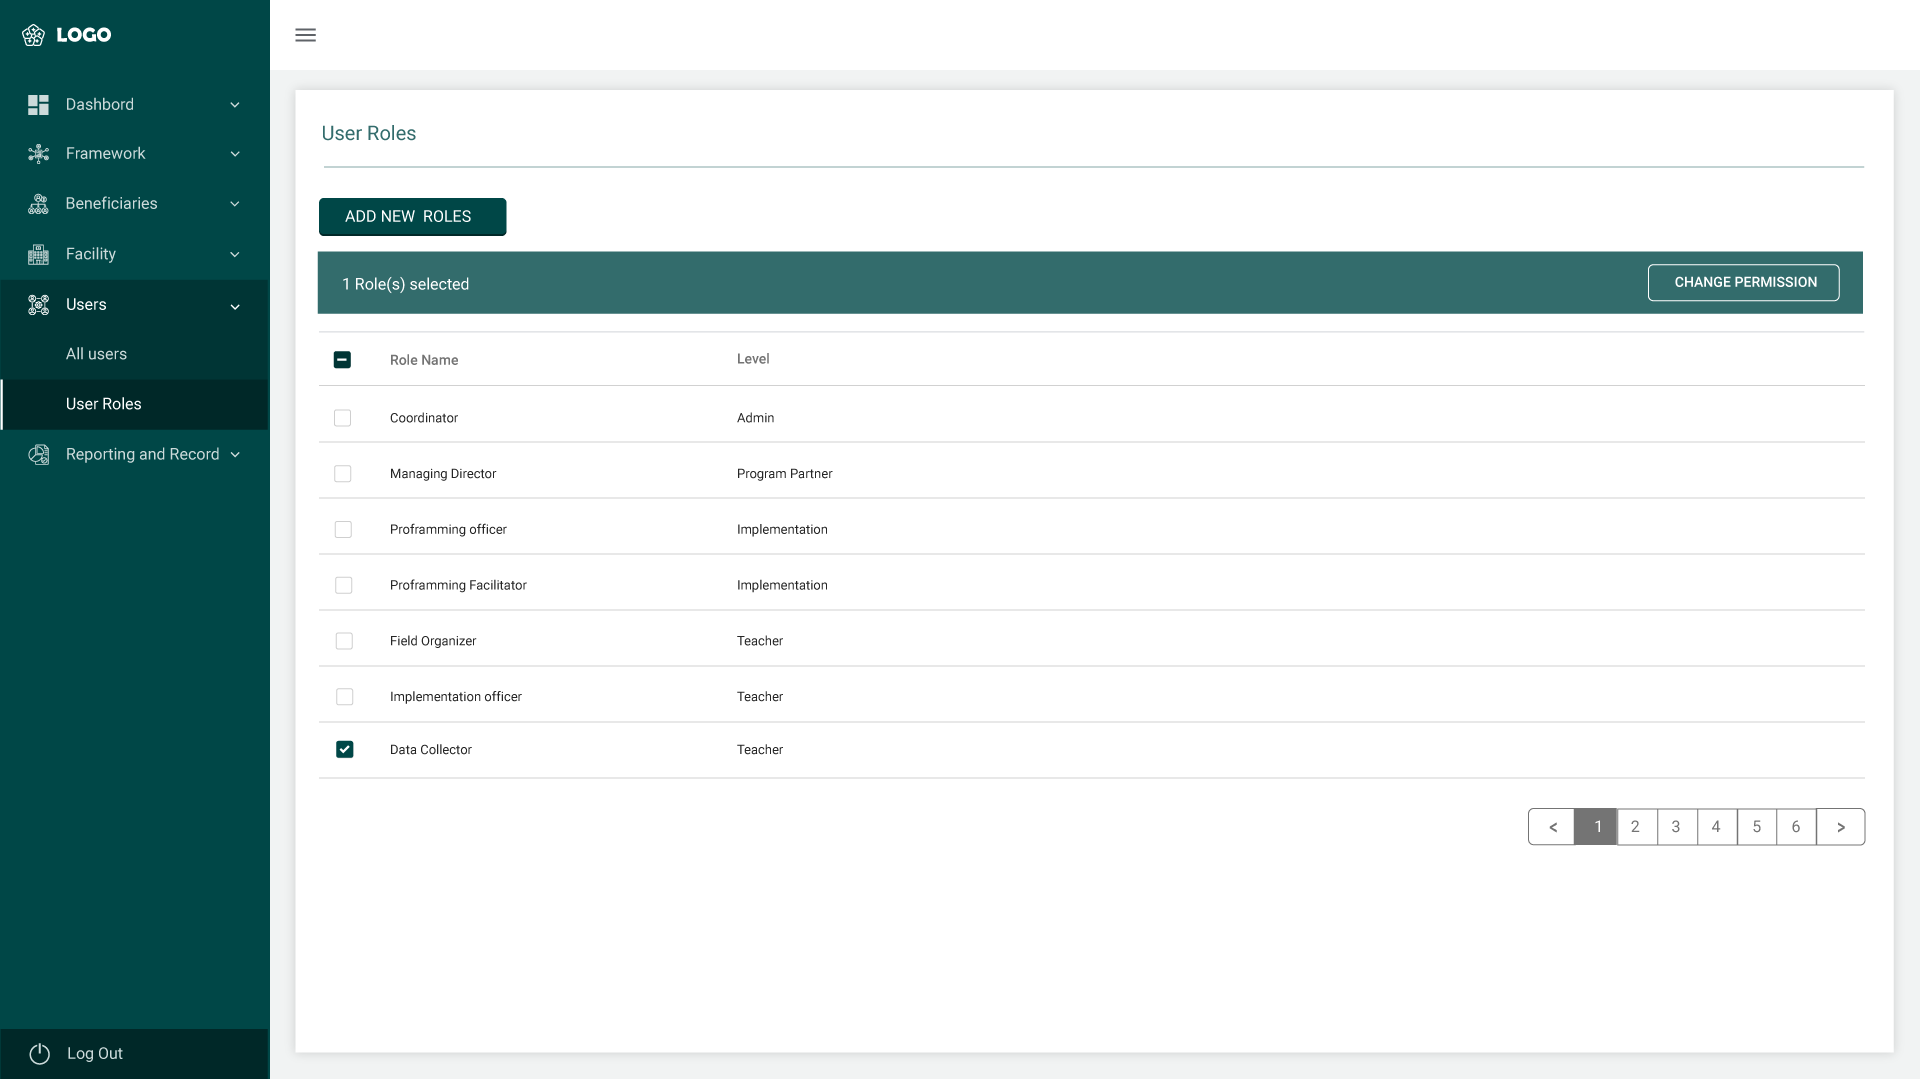 LOGO
Dashbord
Framework
Beneficiaries
Facility
Users
All users
User Roles
Reporting and Record
Log Out
User Roles
ADD NEW ROLES
1 Role(s) selected
CHANGE PERMISSION
Role Name Level
Coordinator Admin
Managing Director Program Partner
Proframming officer Implementation
Proframming Facilitator Implementation
Field Organizer Teacher
Implementation officer Teacher
Data Collector Teacher
< 1 2 3 4 5 6 >